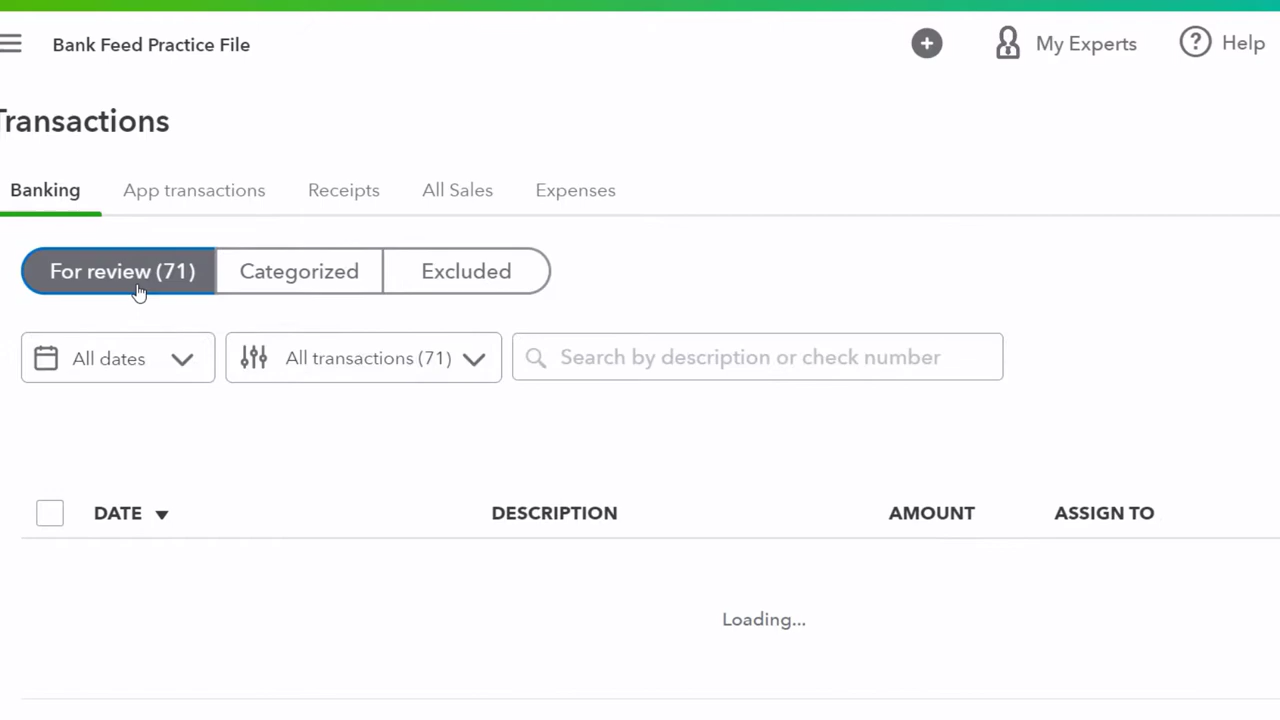 Bank Feed Practice File
My Experts
? Help
Transactions
Banking App transactions Receipts All Sales Expenses
For review (71) Categorized Excluded
All dates All transactions (71) Search by description or check number
DATE DESCRIPTION AMOUNT ASSIGN TO
Loading...